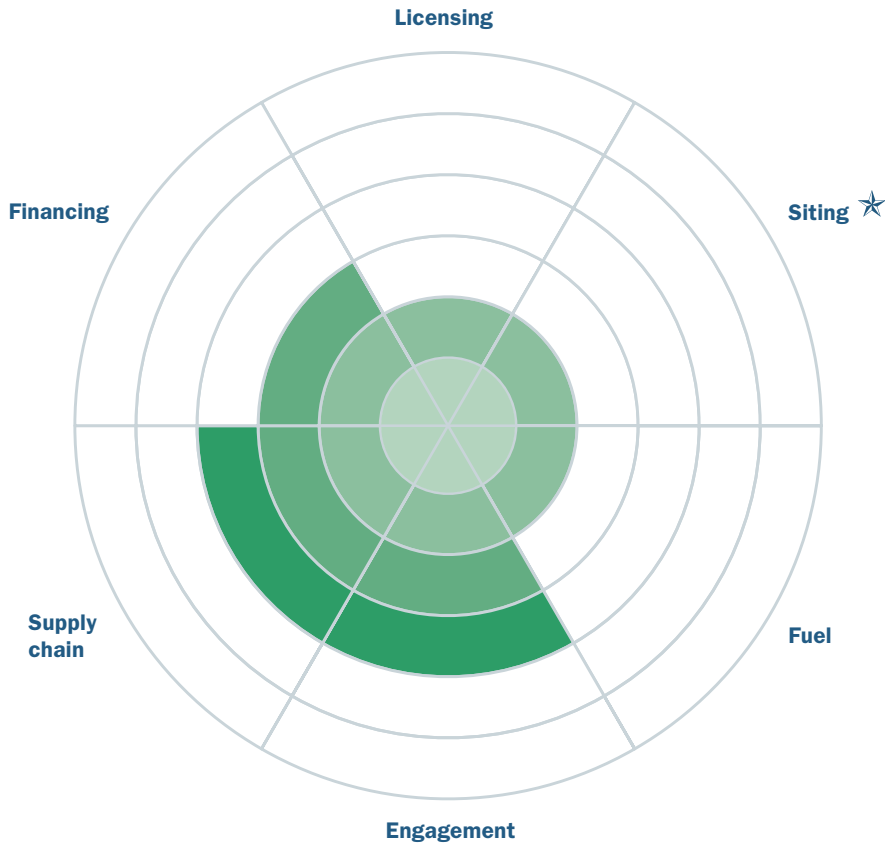 Licensing
Financing
Siting
Supply
chain
Fuel
Engagement